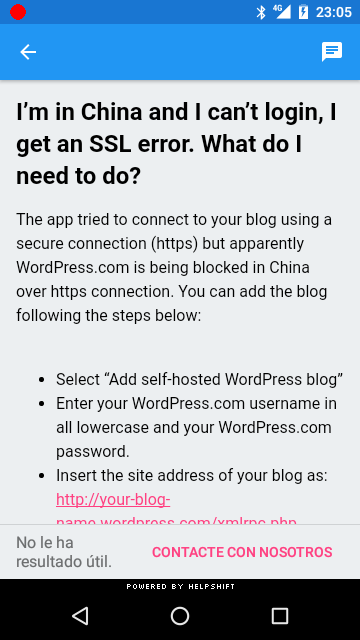 4G 23:05
I’m in China and I can’t login, I
get an SSL error. What do I
need to do?
The app tried to connect to your blog using a
secure connection (https) but apparently
WordPress.com is being blocked in China
over https connection. You can add the blog
following the steps below:
• Select “Add self-hosted WordPress blog”
• Enter your WordPress.com username in
all lowercase and your WordPress.com
password.
• Insert the site address of your blog as:
http://your-blog-
name.wordpress.com/xmlrpc.php
No le ha
resultado útil.
CONTACTE CON NOSOTROS
POWERED BY HELPSHIFT